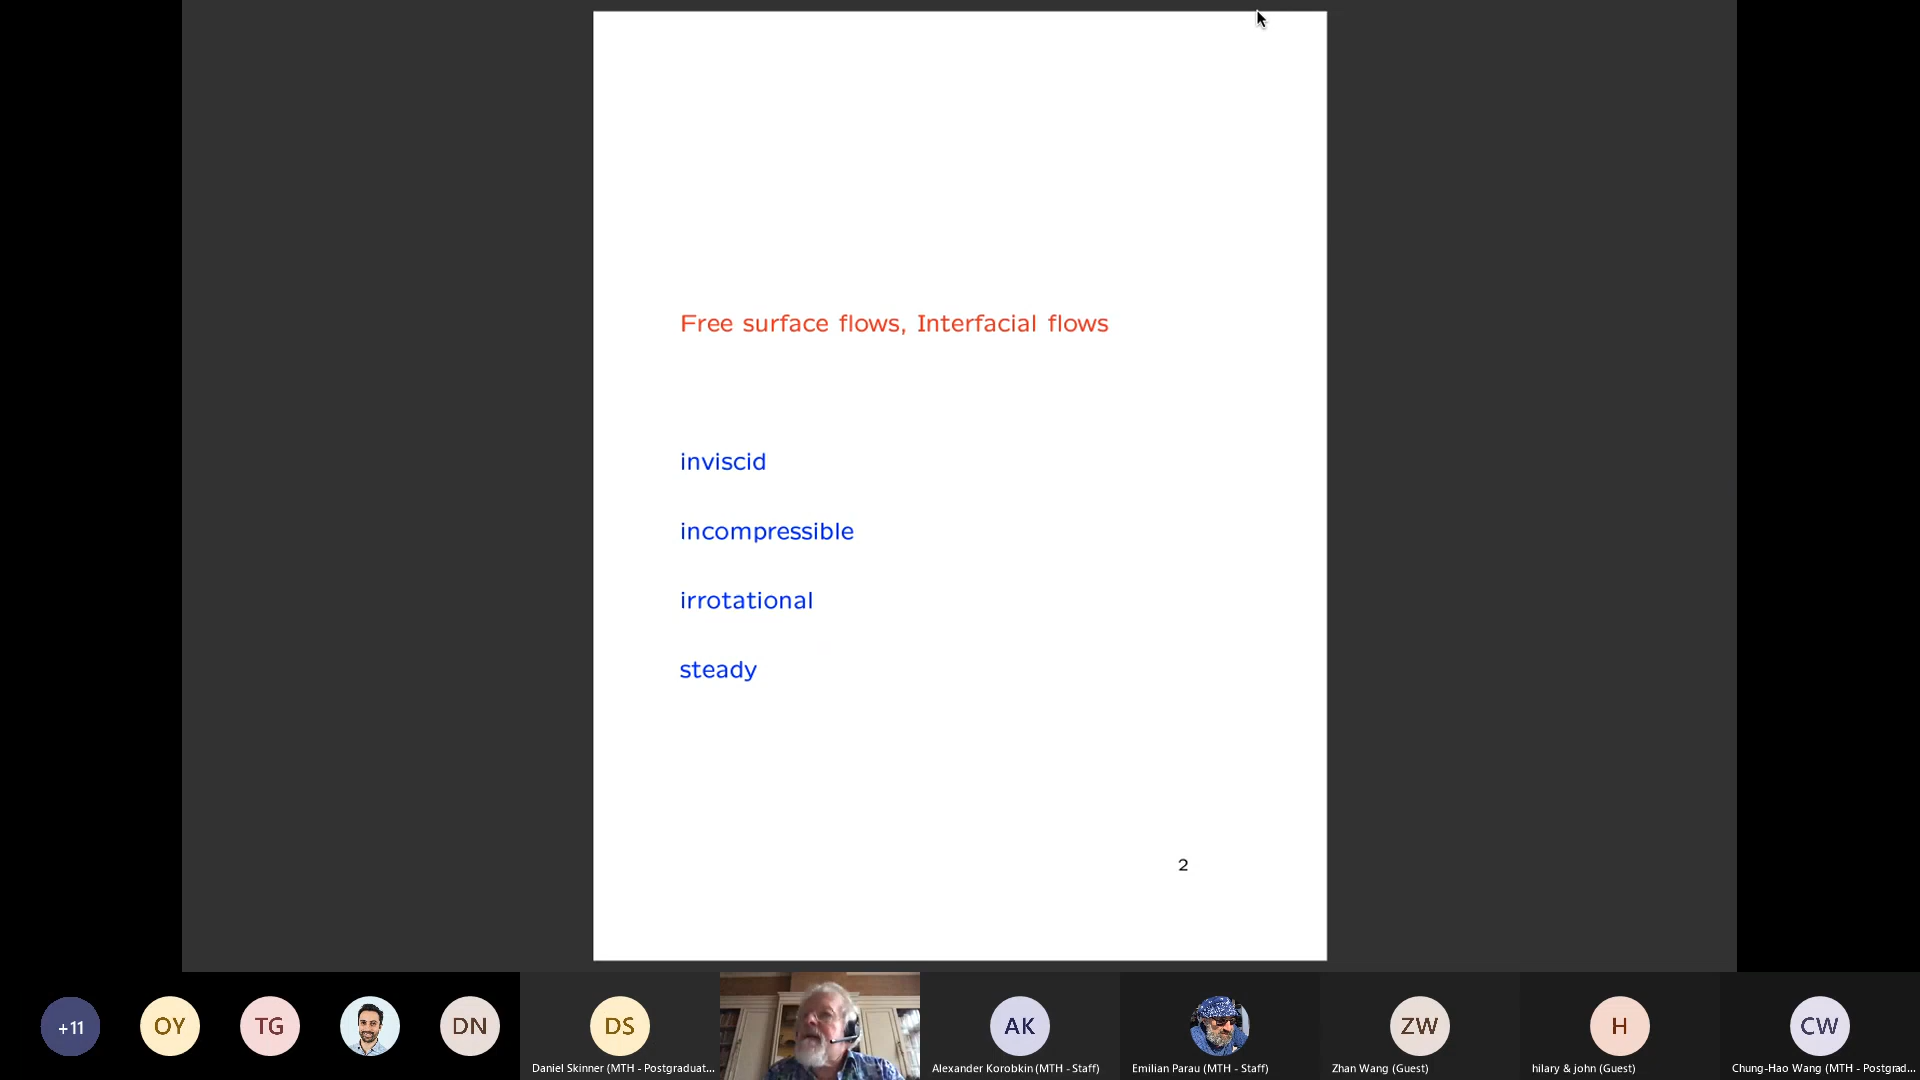 Free surface flows, Interfacial flows
inviscid
incompressible
irrotational
steady
2
+11
OY
TG
DN
DS
AK
ZW
H
CW
Daniel Skinner (MTH - Postgraduat...
Alexander Korobkin (MTH - Staff)
Emilian Parau (MTH - Staff)
Zhan Wang (Guest)
hilary & john (Guest)
Chung-Hao Wang (MTH - Postgrad...